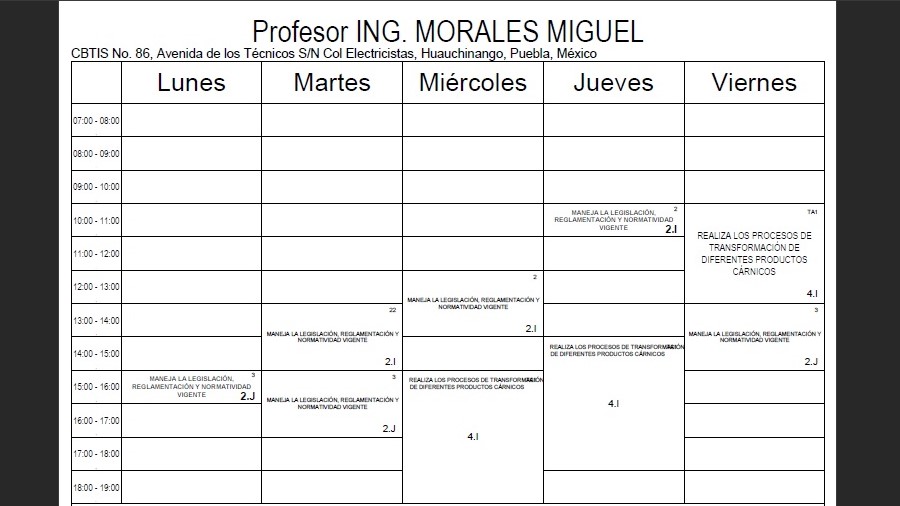 Profesor ING. MORALES MIGUEL
CBTIS No. 86, Avenida de los Técnicos S/N Col Electricistas, Huauchinango, Puebla, México
Lunes Martes Miércoles Jueves Viernes
07:00 - 08:00
08:00 - 09:00
09:00 - 10:00
10:00 - 11:00
2
MANEJA LA LEGISLACIÓN,
REGLAMENTACIÓN Y NORMATIVIDAD
VIGENTE 2.I
TA1
REALIZA LOS PROCESOS DE
TRANSFORMACIÓN DE
DIFERENTES PRODUCTOS
CÁRNICOS
4.I
11:00 - 12:00
12:00 - 13:00
2
MANEJA LA LEGISLACIÓN, REGLAMENTACIÓN Y
NORMATIVIDAD VIGENTE
2.I
13:00 - 14:00
22
MANEJA LA LEGISLACIÓN, REGLAMENTACIÓN Y
NORMATIVIDAD VIGENTE
2.I
3
MANEJA LA LEGISLACIÓN, REGLAMENTACIÓN Y
NORMATIVIDAD VIGENTE
2.J
14:00 - 15:00
REALIZA LOS PROCESOS DE TRANSFORMACIÓN
DE DIFERENTES PRODUCTOS CÁRNICOS
4.I
15:00 - 16:00
3
MANEJA LA LEGISLACIÓN,
REGLAMENTACIÓN Y NORMATIVIDAD
VIGENTE 2.J
3
MANEJA LA LEGISLACIÓN, REGLAMENTACIÓN Y
NORMATIVIDAD VIGENTE
2.J
REALIZA LOS PROCESOS DE TRANSFORMACIÓN
DE DIFERENTES PRODUCTOS CÁRNICOS
4.I
16:00 - 17:00
17:00 - 18:00
18:00 - 19:00